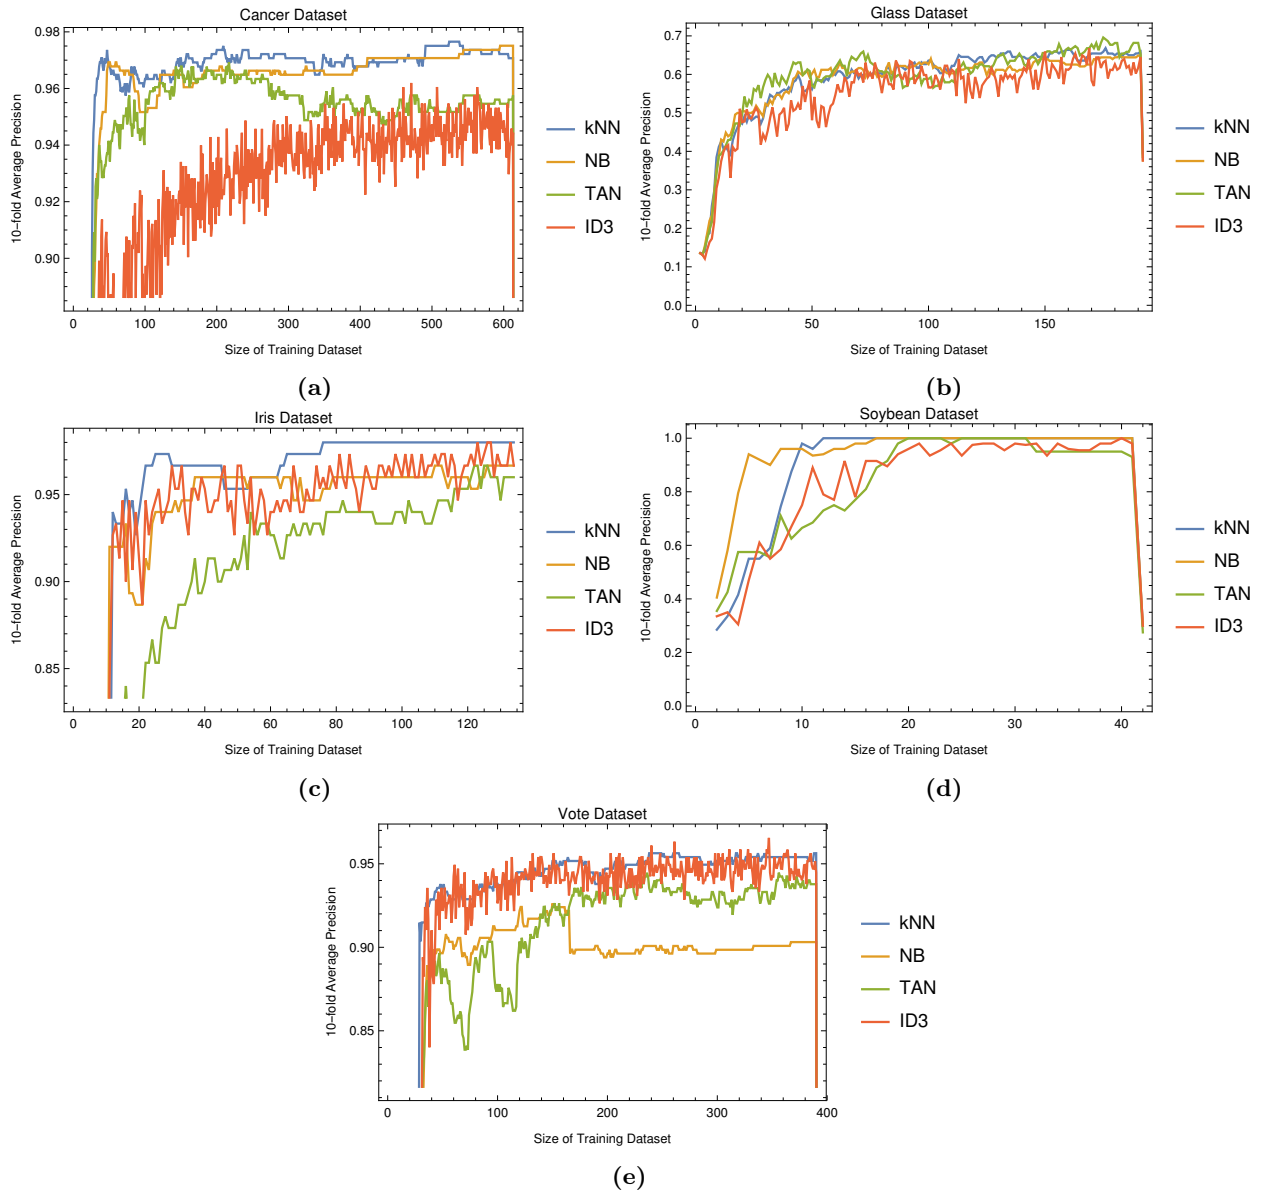 Cancer Dataset
10-fold Average Precision
0.98
0.96
0.94
0.92
0.90
0 100 200 300 400 500 600
Size of Training Dataset
kNN
NB
TAN
ID3
(a)
Glass Dataset
10-fold Average Precision
0.7
0.6
0.5
0.4
0.3
0.2
0.1
0.0
0 50 100 150
Size of Training Dataset
kNN
NB
TAN
ID3
(b)
Iris Dataset
10-fold Average Precision
0.95
0.90
0.85
0 20 40 60 80 100 120
Size of Training Dataset
kNN
NB
TAN
ID3
(c)
Soybean Dataset
10-fold Average Precision
1.0
0.8
0.6
0.4
0.2
0.0
0 10 20 30 40
Size of Training Dataset
kNN
NB
TAN
ID3
(d)
Vote Dataset
10-fold Average Precision
0.95
0.90
0.85
0 100 200 300 400
Size of Training Dataset
kNN
NB
TAN
ID3
(e)